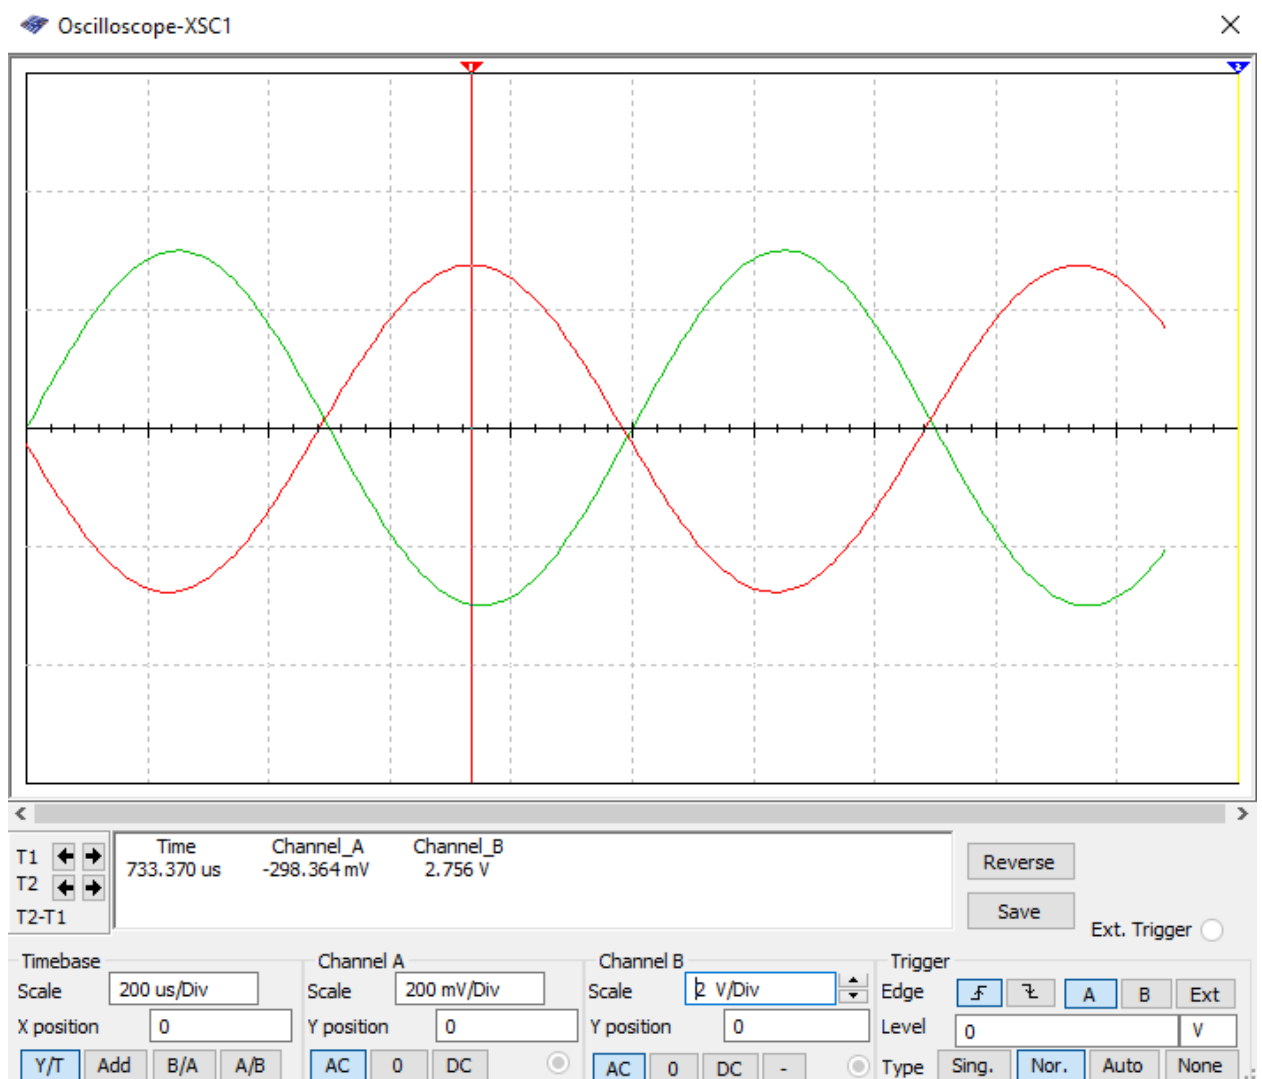 Oscilloscope-XSC1
1
2
T1
T2
T2-T1
Time Channel_A Channel_B
733.370 us -298.364 mV 2.756 V
Reverse
Save
Ext. Trigger
Timebase
Scale 200 us/Div
X position 0
Y/T Add B/A A/B
Channel A
Scale 200 mV/Div
Y position 0
AC 0 DC
Channel B
Scale 2 V/Div
Y position 0
AC 0 DC -
Trigger
Edge A B Ext
Level 0 V
Type Sing. Nor. Auto None